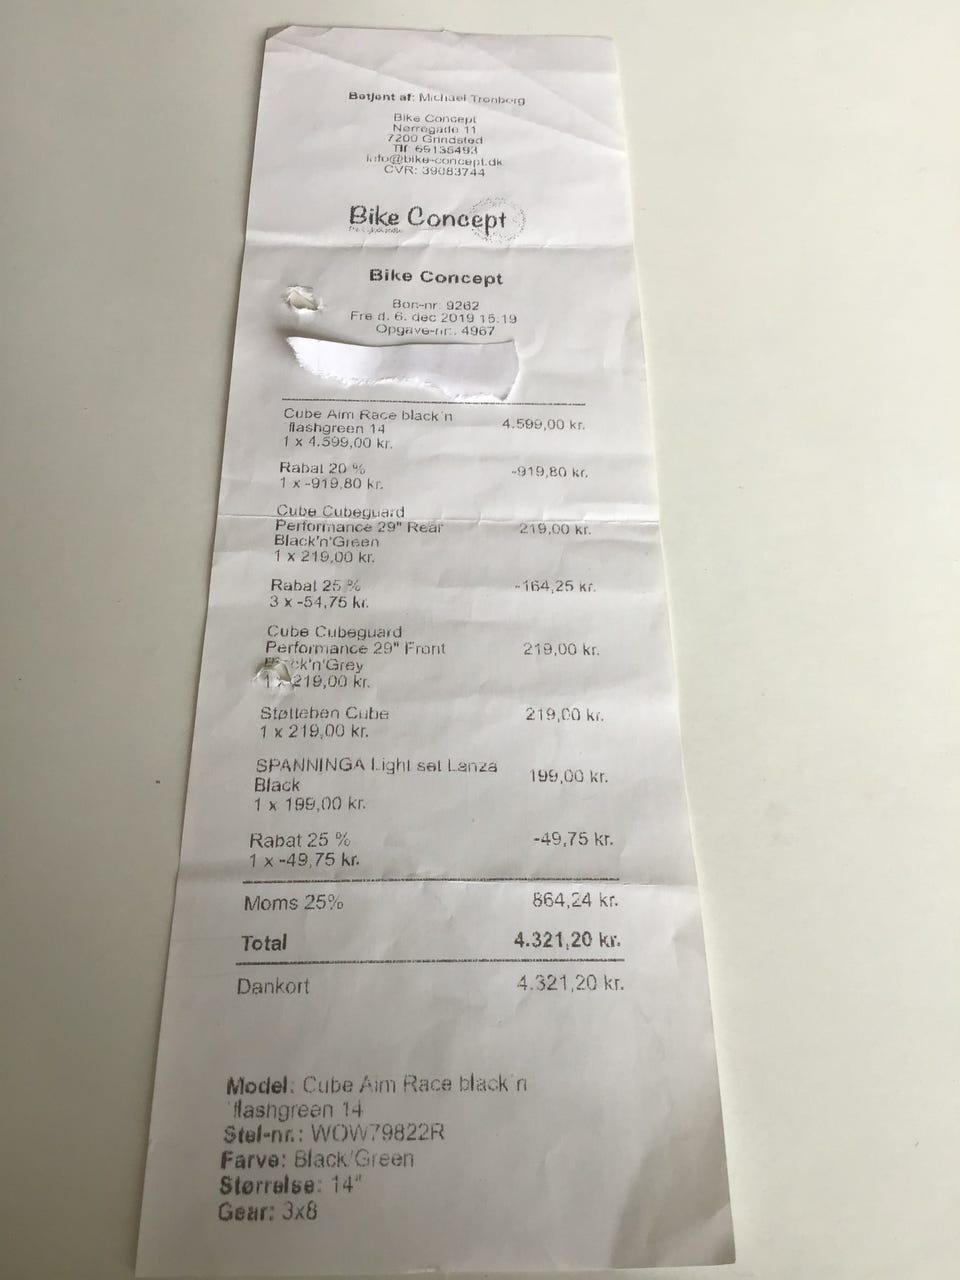 Betjent af: Michael Tronborg
Bike Concept
Nørregade 11
7200 Grindsted
Tlf 69136493
info@bike-concept.dk
CVR: 39083744
Bike Concept
Bike Concept
Bon-nr. 9262
Fre d. 6. dec 2019 15:19
Opgave-nr.. 4967
Cube Aim Race black´n 4.599,00 kr.
flashgreen 14
1 x 4.599,00 kr.
Rabat 20 % -919,80 kr.
1 x -919,80 kr.
Cube Cubeguard
Performance 29" Rear 219,00 kr.
Black'n'Green
1 x 219,00 kr.
Rabat 25 % -164,25 kr.
3 x -54,75 kr.
Cube Cubeguard
Performance 29" Front 219,00 kr.
ck'n'Grey
1 x 219,00 kr.
Støtteben Cube 219,00 kr.
1 x 219,00 kr.
SPANNINGA Light set Lanza 199,00 kr.
Black
1 x 199,00 kr.
Rabat 25 % -49,75 kr.
1 x -49,75 kr.
Moms 25% 864,24 kr.
Total 4.321,20 kr.
Dankort 4.321,20 kr.
Model: Cube Aim Race black´n
flashgreen 14
Stel-nr.: WOW79822R
Farve: Black/Green
Størrelse: 14"
Gear: 3x8